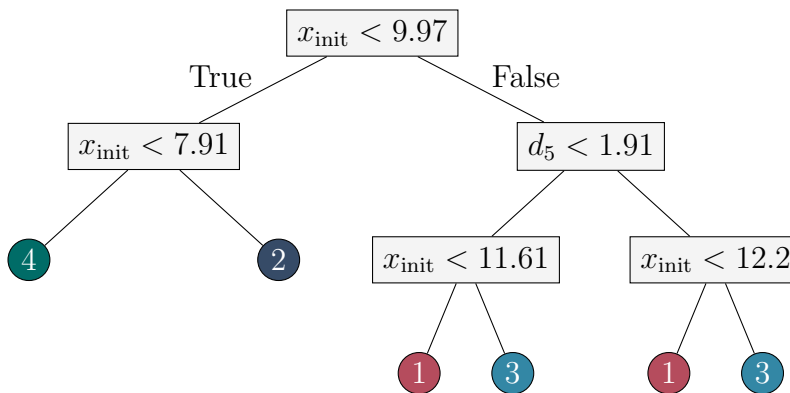 x_init < 9.97
True
False
x_init < 7.91
d_5 < 1.91
4
2
x_init < 11.61
x_init < 12.2
1
3
1
3